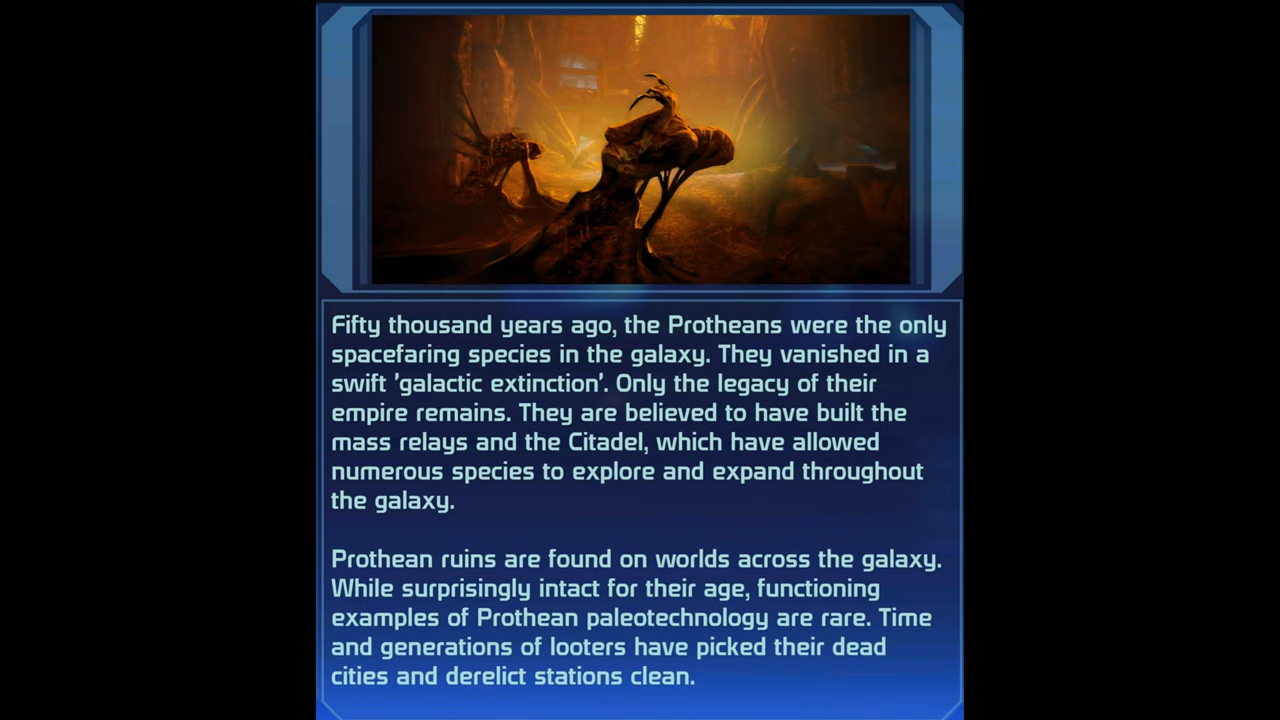 Fifty thousand years ago, the Protheans were the only
spacefaring species in the galaxy. They vanished in a
swift 'galactic extinction'. Only the legacy of their
empire remains. They are believed to have built the
mass relays and the Citadel, which have allowed
numerous species to explore and expand throughout
the galaxy.
Prothean ruins are found on worlds across the galaxy.
While surprisingly intact for their age, functioning
examples of Prothean paleotechnology are rare. Time
and generations of looters have picked their dead
cities and derelict stations clean.